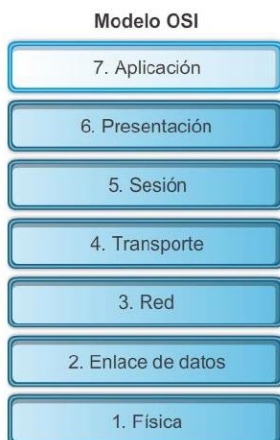 Modelo OSI
7. Aplicación
6. Presentación
5. Sesión
4. Transporte
3. Red
2. Enlace de datos
1. Física